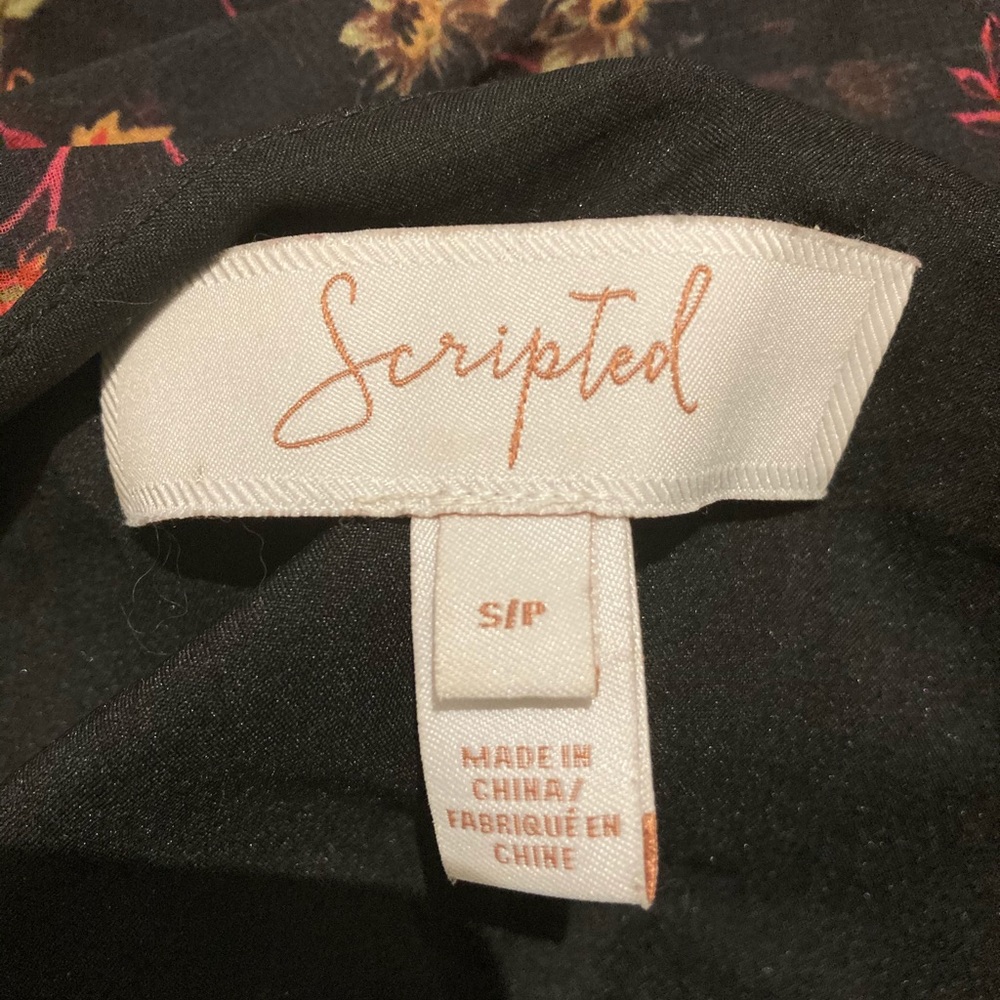 Scripted
S/P
MADE IN
CHINA/
FABRIQUÉ EN
CHINE